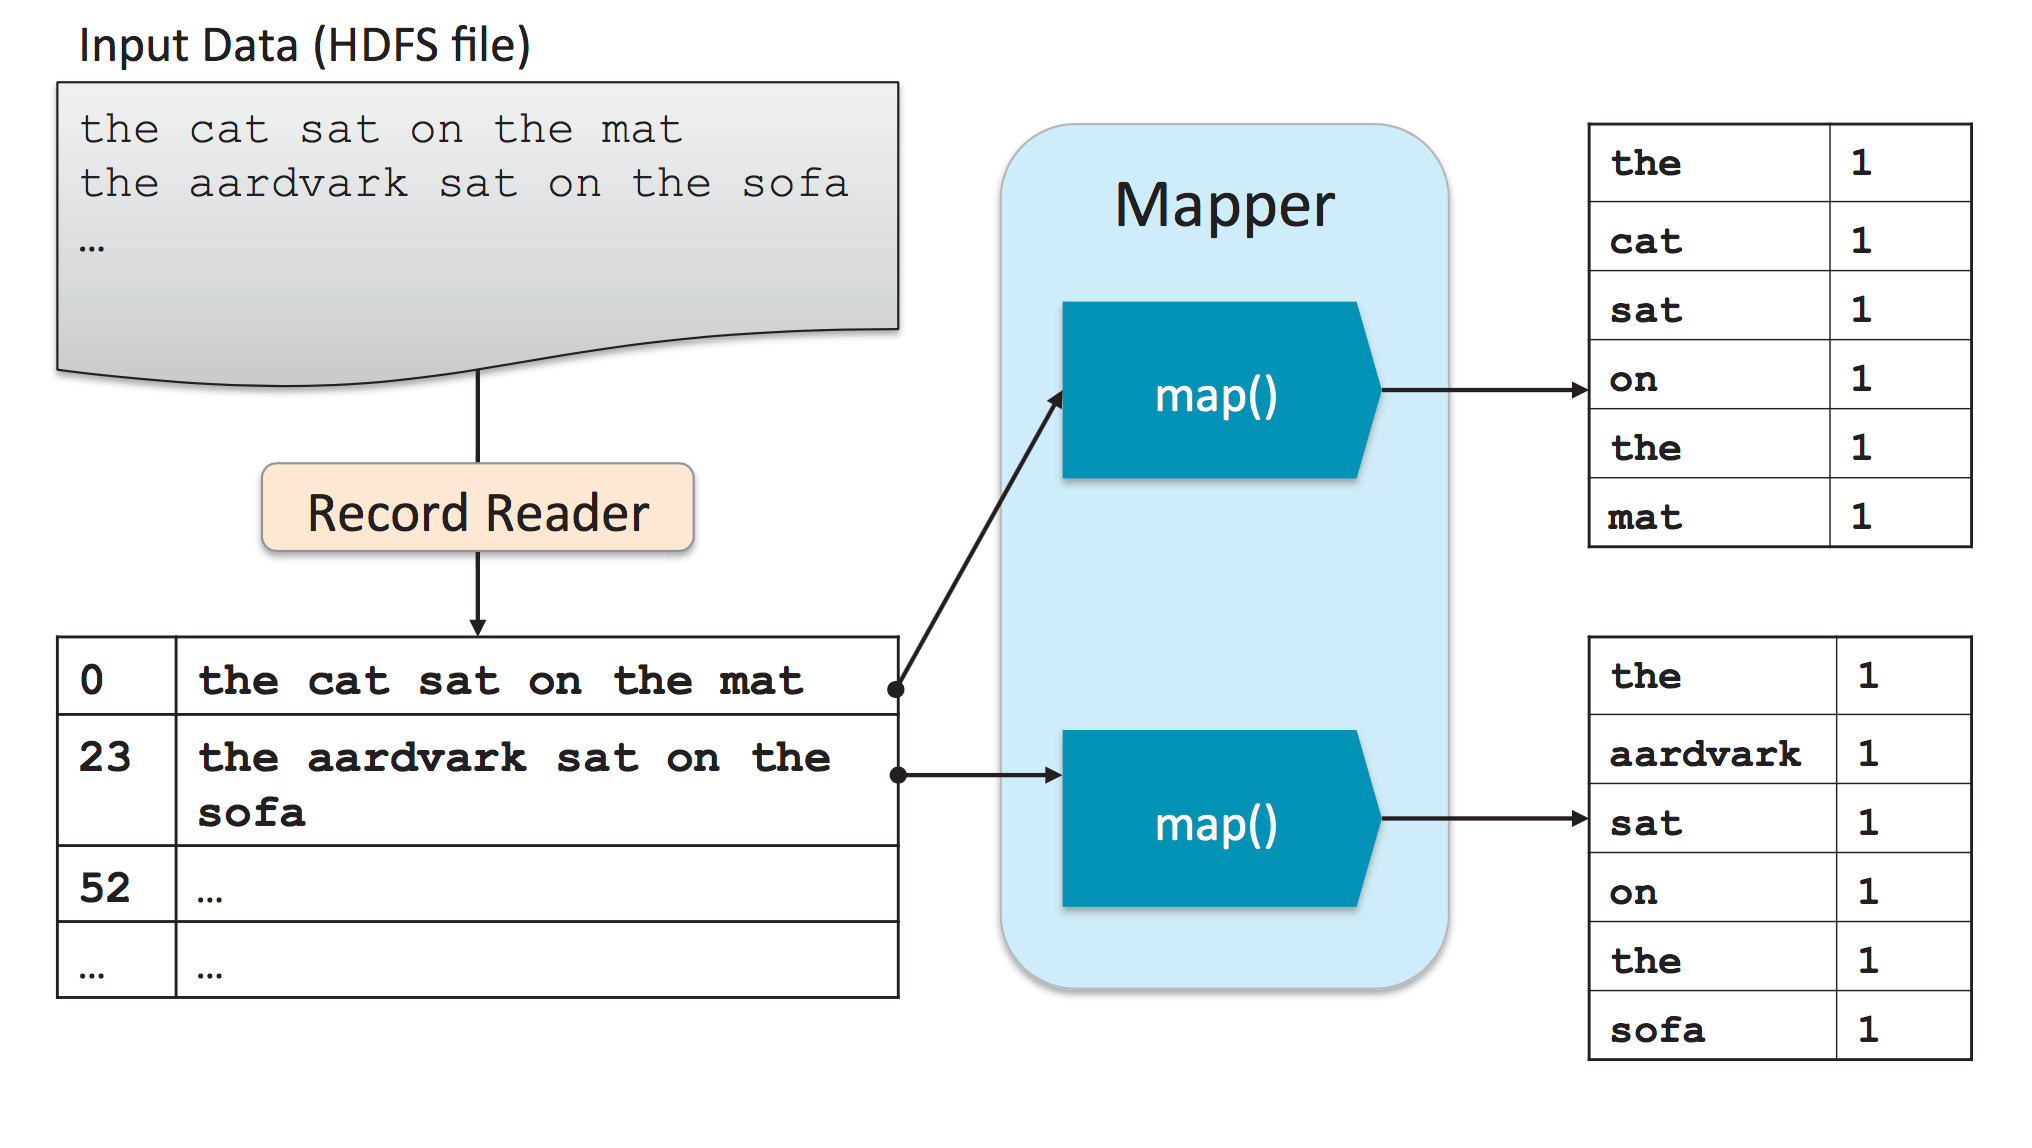 Input Data (HDFS file)
the cat sat on the mat
the aardvark sat on the sofa
…
Record Reader
0 the cat sat on the mat
23 the aardvark sat on the
sofa
52 …
… …
Mapper
map()
map()
the 1
cat 1
sat 1
on 1
the 1
mat 1
the 1
aardvark 1
sat 1
on 1
the 1
sofa 1